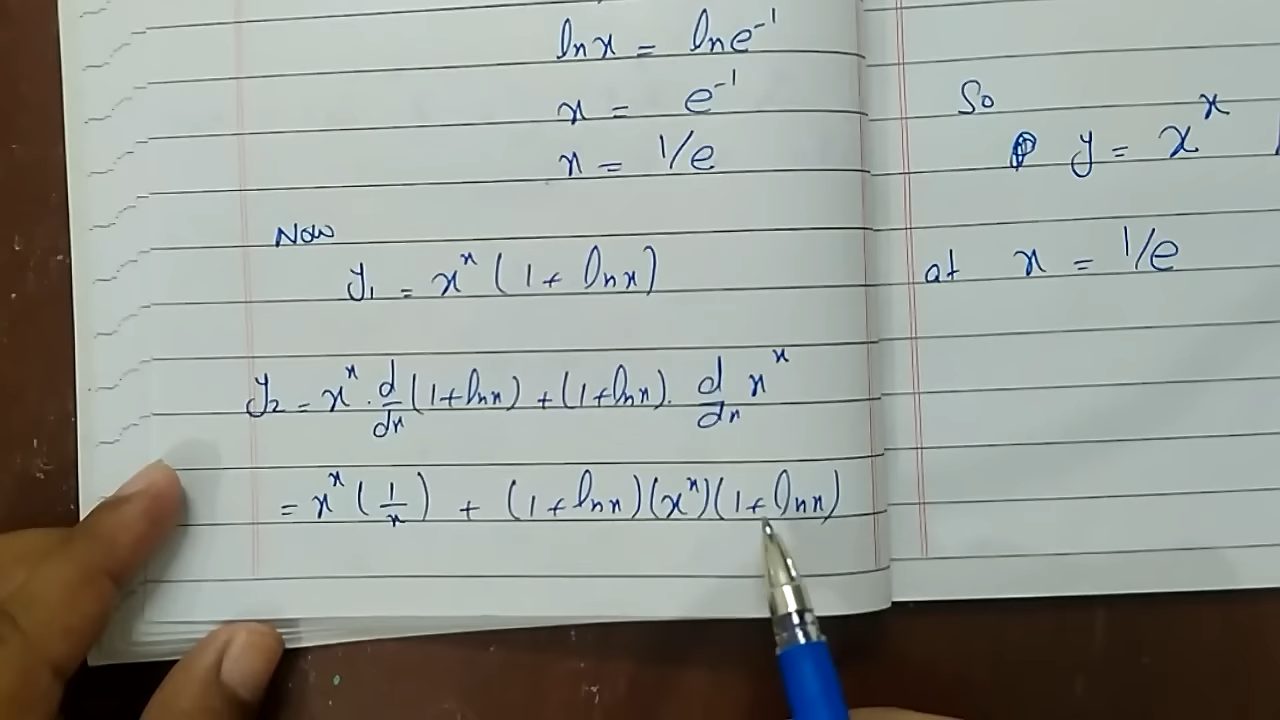 ln x = ln e⁻¹
x = e⁻¹
x = 1/e
Now
y₁ = xˣ (1 + ln x)
y₂ = xˣ . d/dx (1 + ln x) + (1 + ln x) . d/dx xˣ
= xˣ (1/x) + (1 + ln x)(xˣ)(1 + ln x)
So
y = xˣ
at x = 1/e